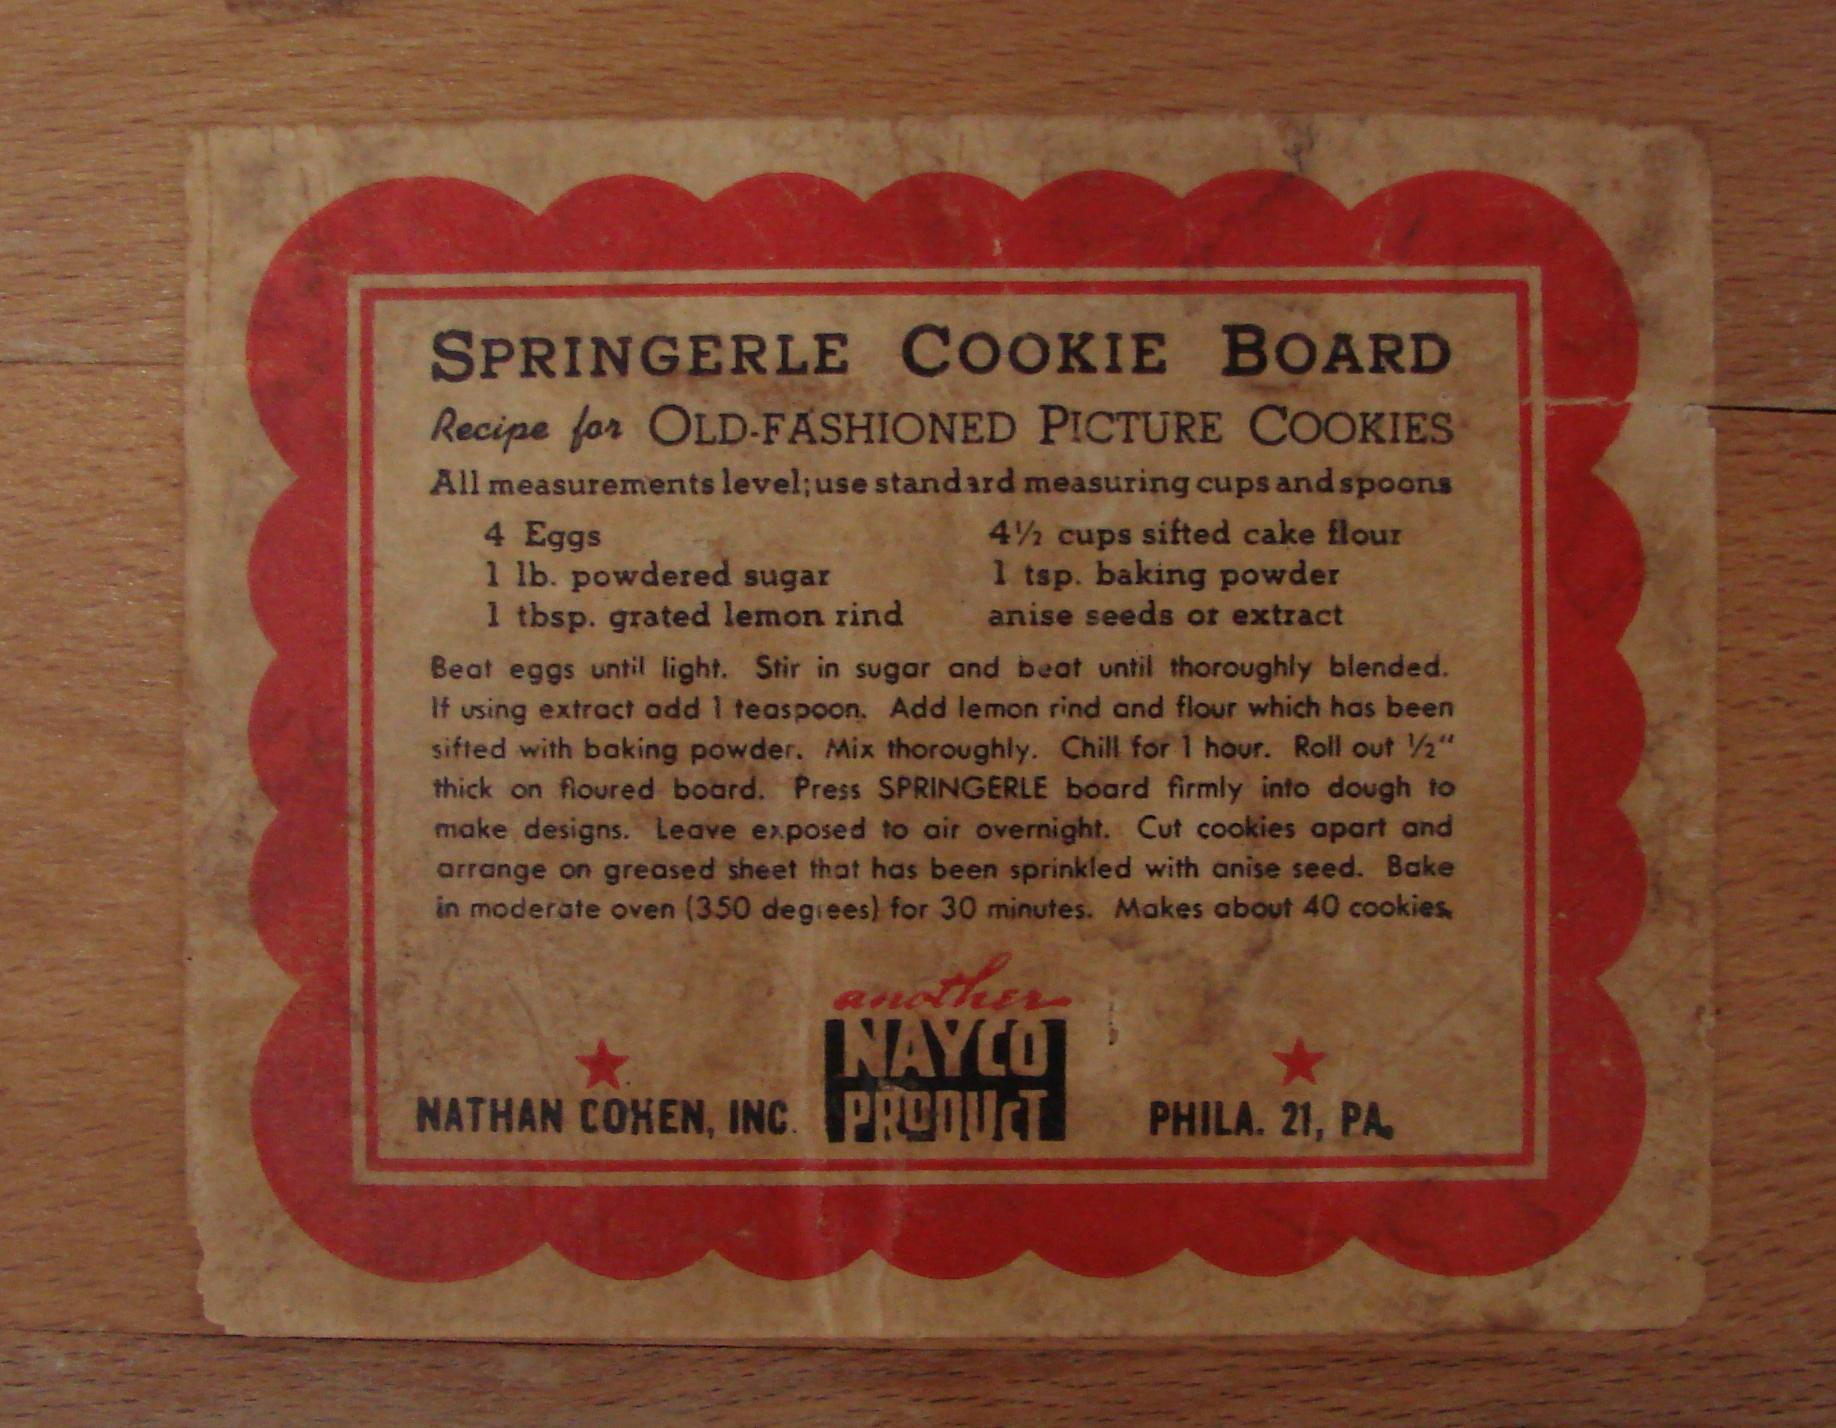 SPRINGERLE COOKIE BOARD
Recipe for OLD-FASHIONED PICTURE COOKIES
All measurements level; use standard measuring cups and spoons
4 Eggs
1 lb. powdered sugar
1 tbsp. grated lemon rind
4½ cups sifted cake flour
1 tsp. baking powder
anise seeds or extract
Beat eggs until light. Stir in sugar and beat until thoroughly blended.
If using extract add 1 teaspoon. Add lemon rind and flour which has been
sifted with baking powder. Mix thoroughly. Chill for 1 hour. Roll out ½"
thick on floured board. Press SPRINGERLE board firmly into dough to
make designs. Leave exposed to air overnight. Cut cookies apart and
arrange on greased sheet that has been sprinkled with anise seed. Bake
in moderate oven (350 degrees) for 30 minutes. Makes about 40 cookies.
another
NAYCO
PRODUCT
NATHAN COHEN, INC.
PHILA. 21, PA.